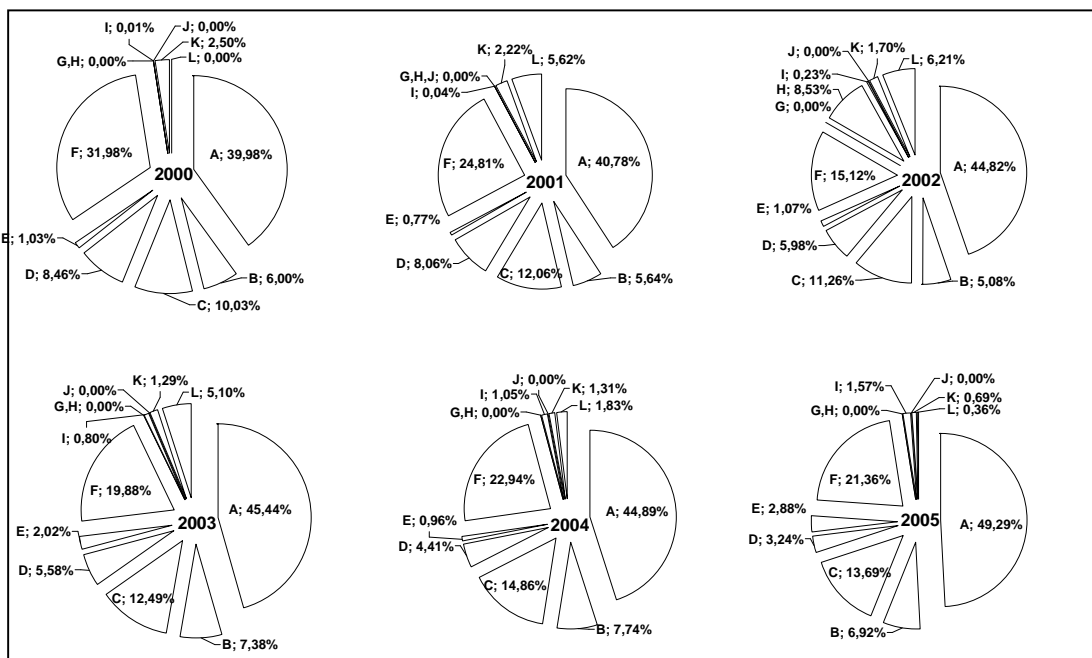 I; 0,01%
J; 0,00%
K; 2,50%
G,H; 0,00%
L; 0,00%
F; 31,98%
A; 39,98%
2000
E; 1,03%
D; 8,46%
B; 6,00%
C; 10,03%
K; 2,22%
L; 5,62%
G,H,J; 0,00%
I; 0,04%
F; 24,81%
A; 40,78%
2001
E; 0,77%
D; 8,06%
C; 12,06%
B; 5,64%
J; 0,00%
K; 1,70%
L; 6,21%
I; 0,23%
H; 8,53%
G; 0,00%
A; 44,82%
F; 15,12%
2002
E; 1,07%
D; 5,98%
C; 11,26%
B; 5,08%
K; 1,29%
J; 0,00%
L; 5,10%
G,H; 0,00%
I; 0,80%
F; 19,88%
A; 45,44%
2003
E; 2,02%
D; 5,58%
C; 12,49%
B; 7,38%
J; 0,00%
I; 1,05%
K; 1,31%
G,H; 0,00%
L; 1,83%
F; 22,94%
A; 44,89%
2004
E; 0,96%
D; 4,41%
C; 14,86%
B; 7,74%
J; 0,00%
I; 1,57%
K; 0,69%
G,H; 0,00%
L; 0,36%
F; 21,36%
A; 49,29%
E; 2,88%
2005
D; 3,24%
C; 13,69%
B; 6,92%